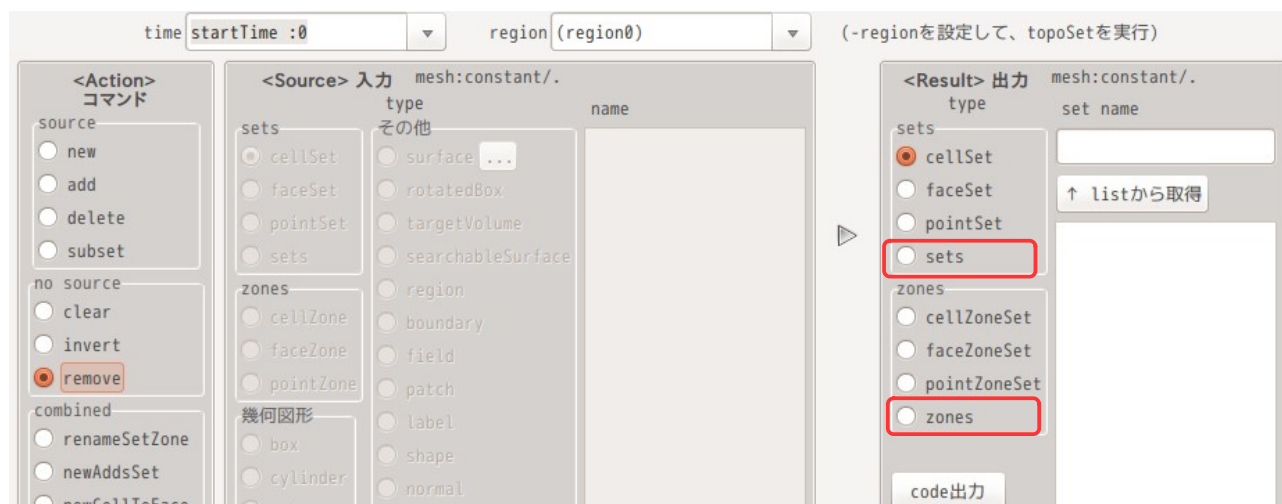 time startTime :0 region (region0) (-regionを設定して、topoSetを実行)
<Action>
コマンド
source
new
add
delete
subset
no source
clear
invert
remove
combined
renameSetZone
newAddsSet
newCellToFace
<Source> 入力 mesh:constant/.
type
name
sets
cellSet
faceSet
pointSet
sets
zones
cellZone
faceZone
pointZone
幾何図形
box
cylinder
その他
surface ...
rotatedBox
targetVolume
searchableSurface
region
boundary
field
patch
label
shape
normal
<Result> 出力 mesh:constant/.
type
set name
sets
cellSet
faceSet
pointSet
sets
↑ listから取得
zones
cellZoneSet
faceZoneSet
pointZoneSet
zones
code出力